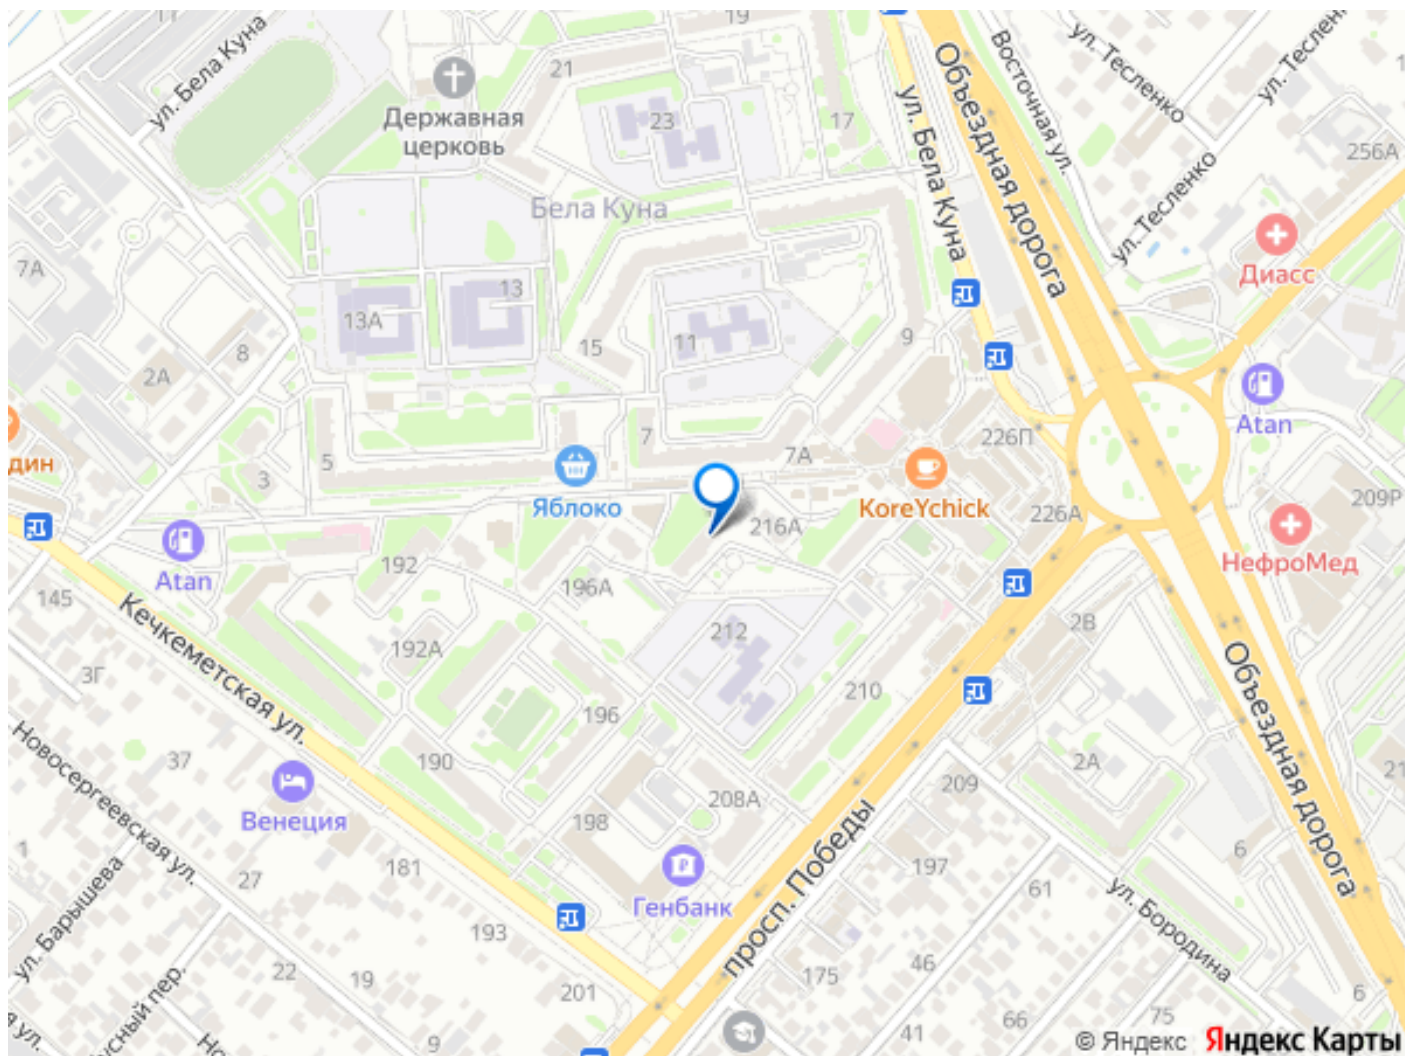 19
ул. Бела Куна
21
Державная
церковь
23
17
ул. Бела Куна
Объездная дорога
Восточная ул.
ул. Тесленко
ул. Тесленко
ул. Тесленко
256А
Бела Куна
7А
13
13А
Диасс
15
11
9
8
2А
Atan
дин
3
5
7
7А
226П
Яблоко
KoreYchick
216А
226А
209Р
НефроМед
Atan
192
196А
145
Кечкеметская ул.
192А
212
2В
3Г
210
Объездная дорога
196
Новосергеевская ул.
37
190
2А
21
209
Венеция
208А
198
просп. Победы
1
27
181
197
6
61
ул. Барышева
Генбанк
ул. Бородина
193
22
19
201
46
175
66
75
6
41
9
© Яндекс Яндекс Карты